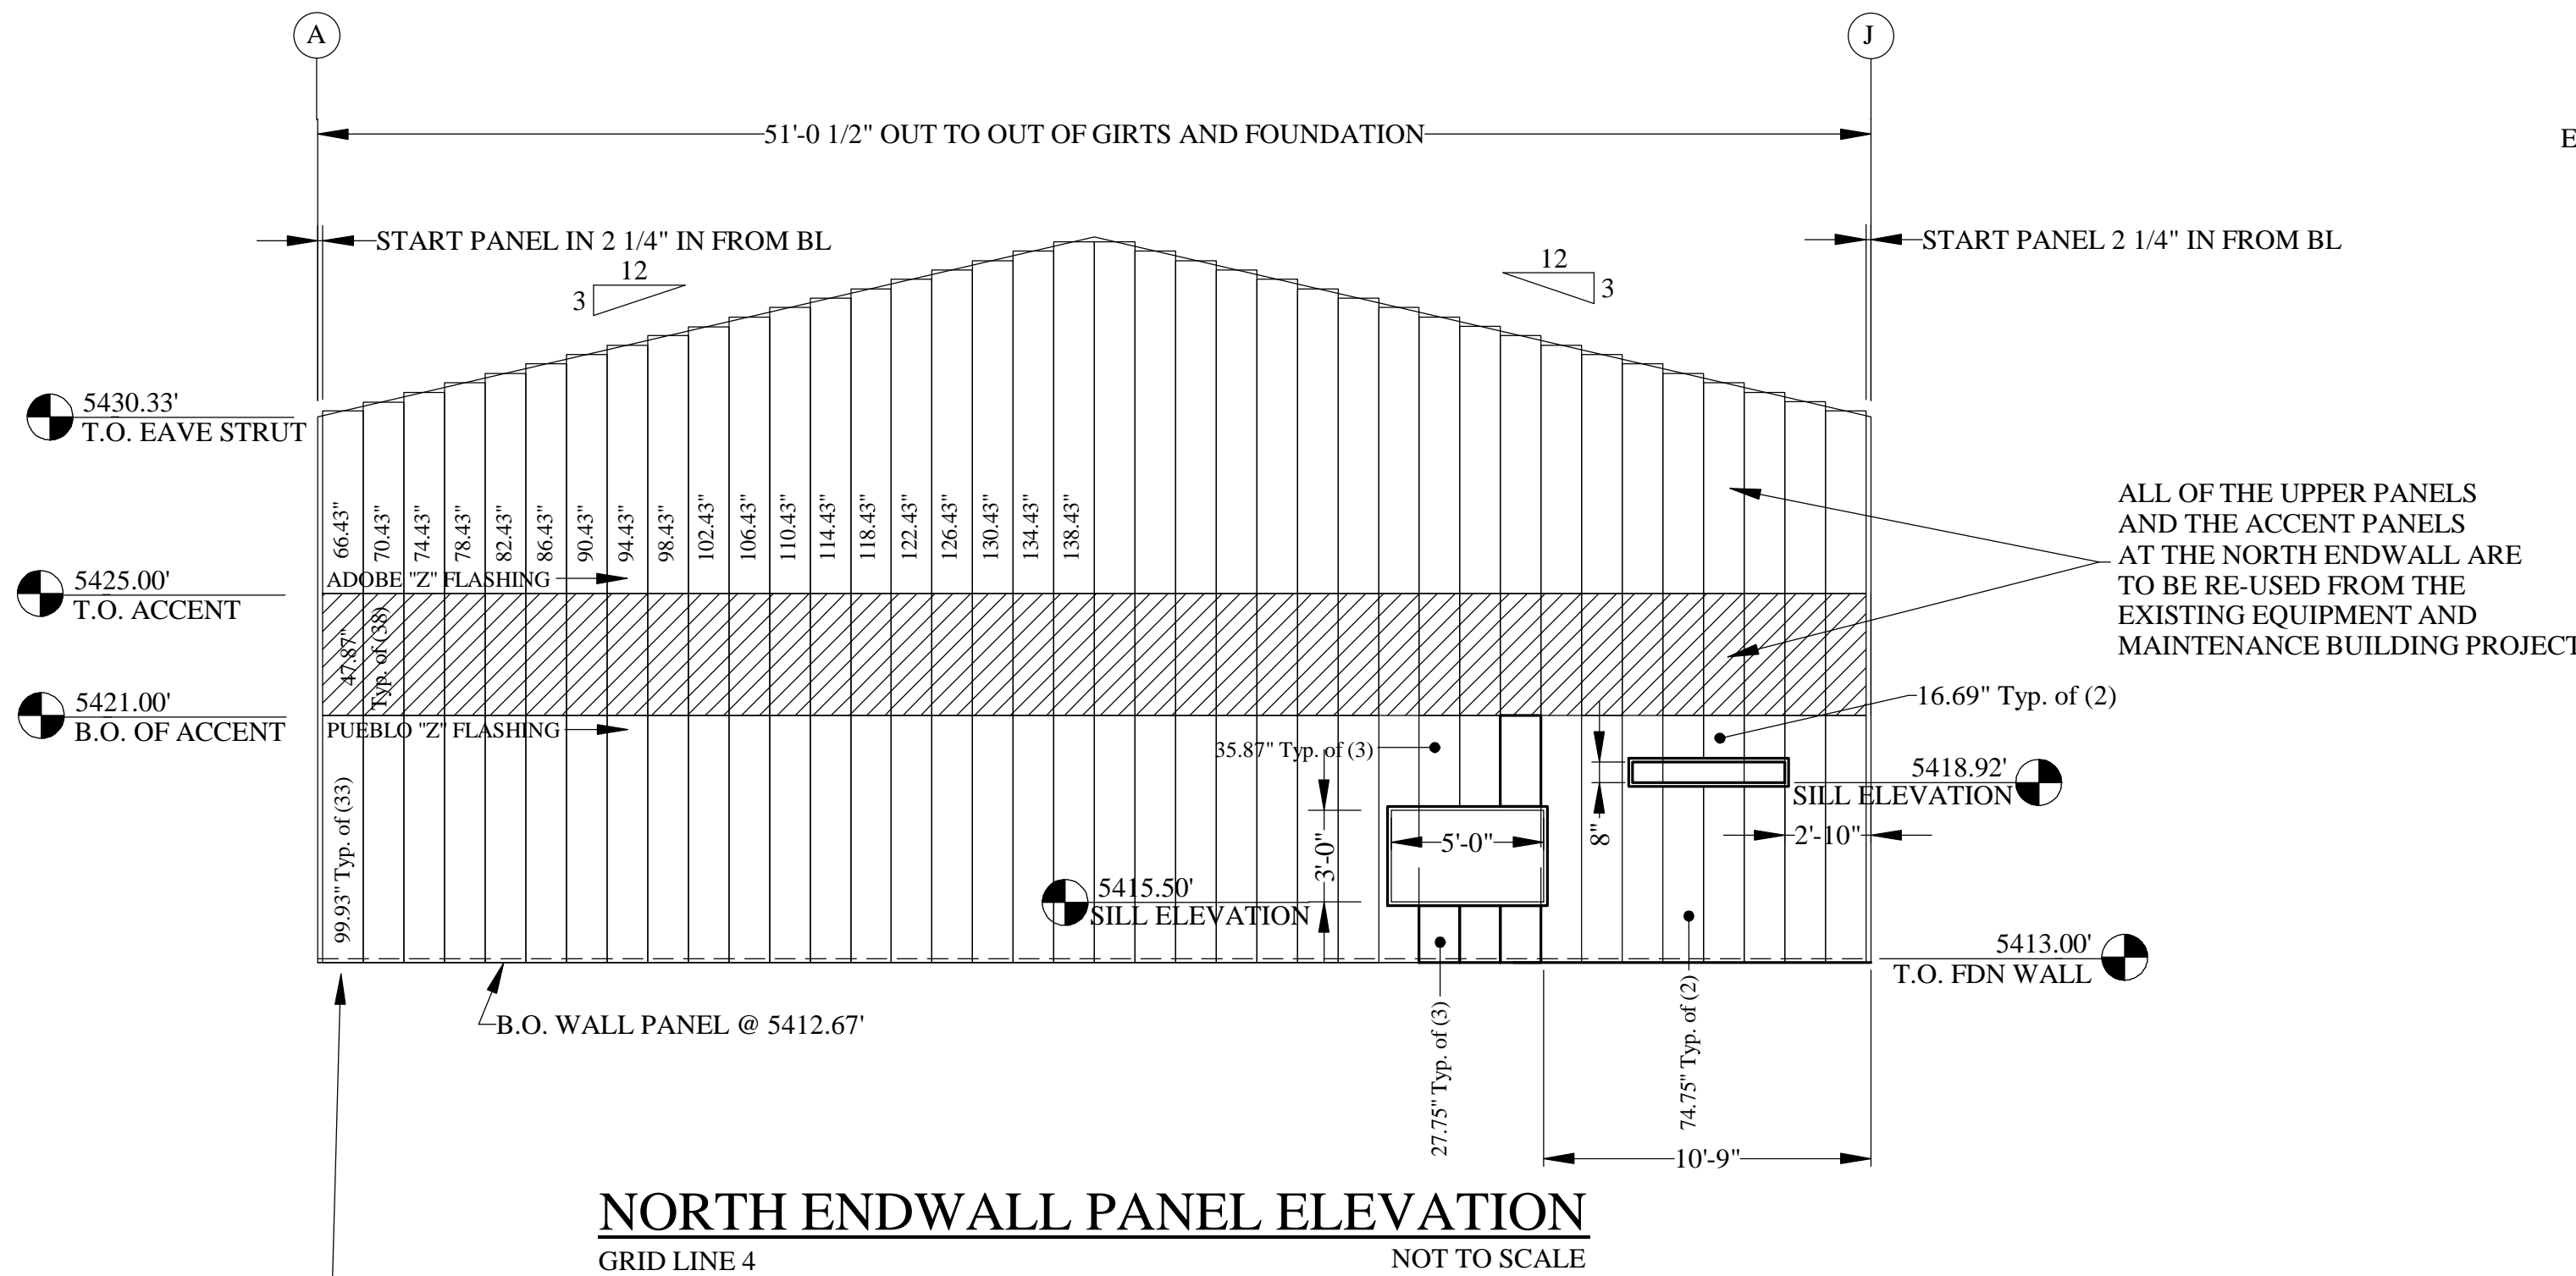 A
J
51'-0 1/2" OUT TO OUT OF GIRTS AND FOUNDATION
E
START PANEL IN 2 1/4" IN FROM BL
START PANEL 2 1/4" IN FROM BL
12
3
12
3
5430.33'
T.O. EAVE STRUT
66.43"
70.43"
74.43"
78.43"
82.43"
86.43"
90.43"
94.43"
98.43"
102.43"
106.43"
110.43"
114.43"
118.43"
122.43"
126.43"
130.43"
134.43"
138.43"
ALL OF THE UPPER PANELS
AND THE ACCENT PANELS
AT THE NORTH ENDWALL ARE
TO BE RE-USED FROM THE
EXISTING EQUIPMENT AND
MAINTENANCE BUILDING PROJECT
ADOBE "Z" FLASHING
5425.00'
T.O. ACCENT
47.87"
Typ. of (38)
5421.00'
B.O. OF ACCENT
PUEBLO "Z" FLASHING
16.69" Typ. of (2)
35.87" Typ. of (3)
5418.92'
SILL ELEVATION
8"
2'-10"
3'-0"
5'-0"
99.93" Typ. of (33)
5415.50'
SILL ELEVATION
5413.00'
T.O. FDN WALL
B.O. WALL PANEL @ 5412.67'
27.75" Typ. of (3)
74.75" Typ. of (2)
10'-9"
NORTH ENDWALL PANEL ELEVATION
GRID LINE 4
NOT TO SCALE